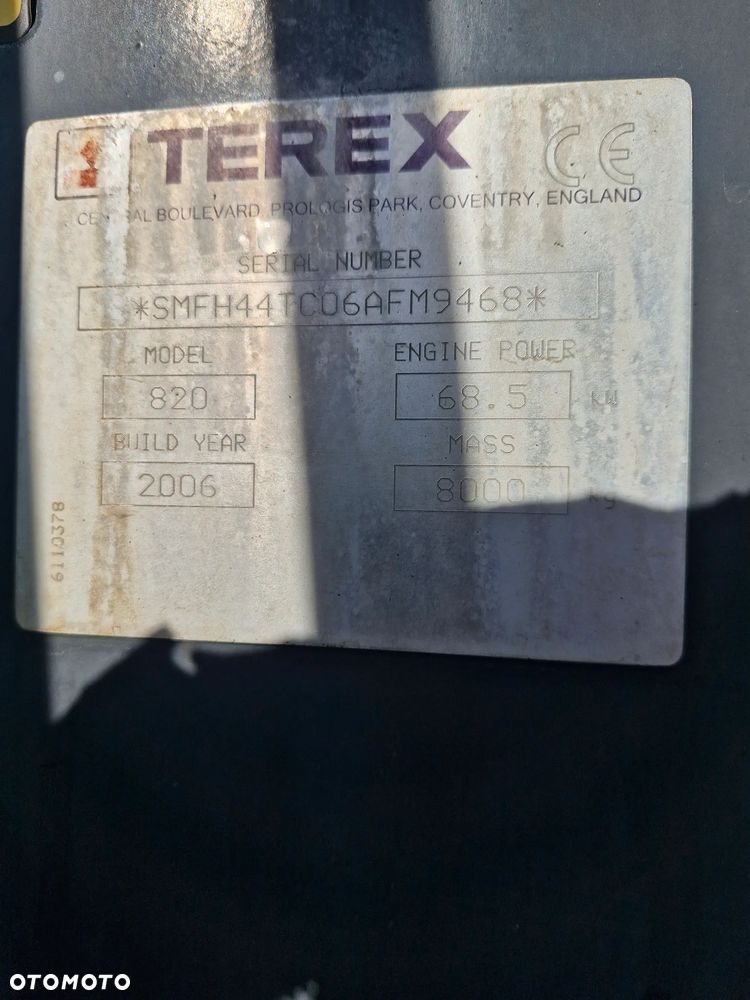 TEREX CE
CENTRAL BOULEVARD, PROLOGIS PARK, COVENTRY, ENGLAND
SERIAL NUMBER
*SMFH44TC06AFM9468*
MODEL ENGINE POWER
820 68.5 kW
BUILD YEAR MASS
2006 8000 kg
6110378
OTOMOTO